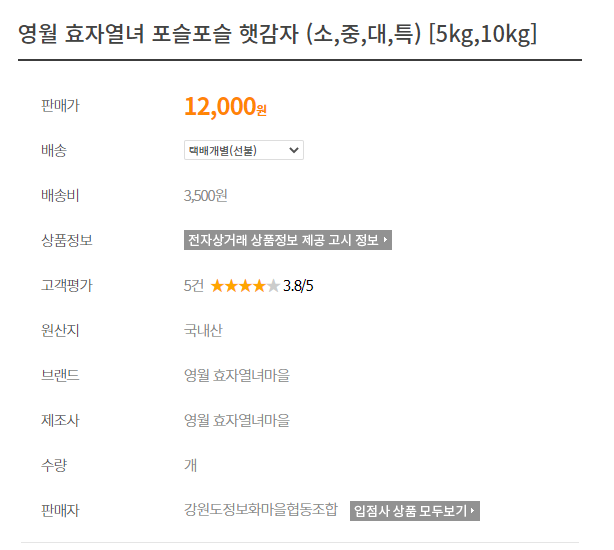 영월 효자열녀 포슬포슬 햇감자 (소,중,대,특) [5kg,10kg]
판매가 12,000원
배송 택배개별(선불)
배송비 3,500원
상품정보 전자상거래 상품정보 제공 고시 정보
고객평가 5건 ★★★★★ 3.8/5
원산지 국내산
브랜드 영월 효자열녀마을
제조사 영월 효자열녀마을
수량 개
판매자 강원도정보화마을협동조합 입점사 상품 모두보기